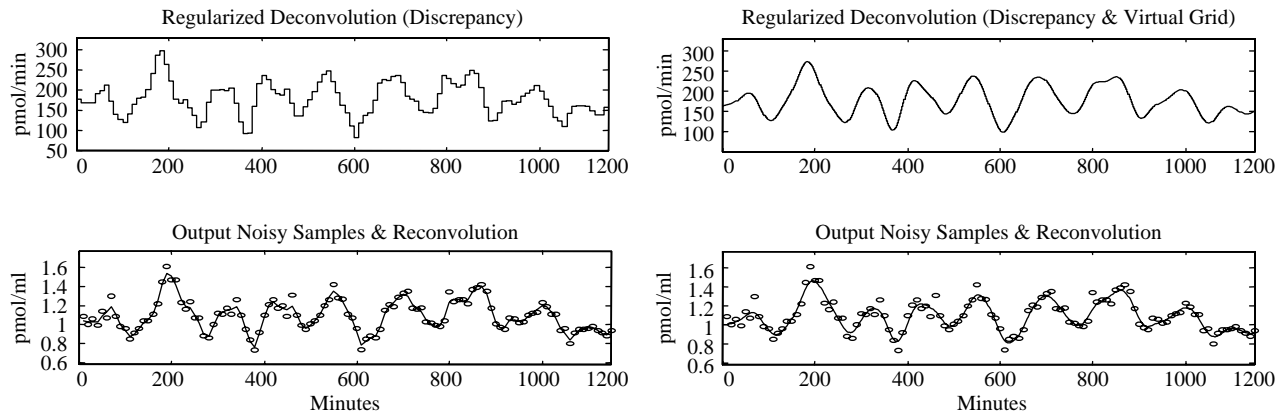 Regularized Deconvolution (Discrepancy)
pmol/min
300
250
200
150
100
50
0 200 400 600 800 1000 1200
Regularized Deconvolution (Discrepancy & Virtual Grid)
pmol/min
300
250
200
150
100
0 200 400 600 800 1000 1200
Output Noisy Samples & Reconvolution
pmol/ml
1.6
1.4
1.2
1
0.8
0.6
0 200 400 600 800 1000 1200
Minutes
Output Noisy Samples & Reconvolution
pmol/ml
1.6
1.4
1.2
1
0.8
0.6
0 200 400 600 800 1000 1200
Minutes